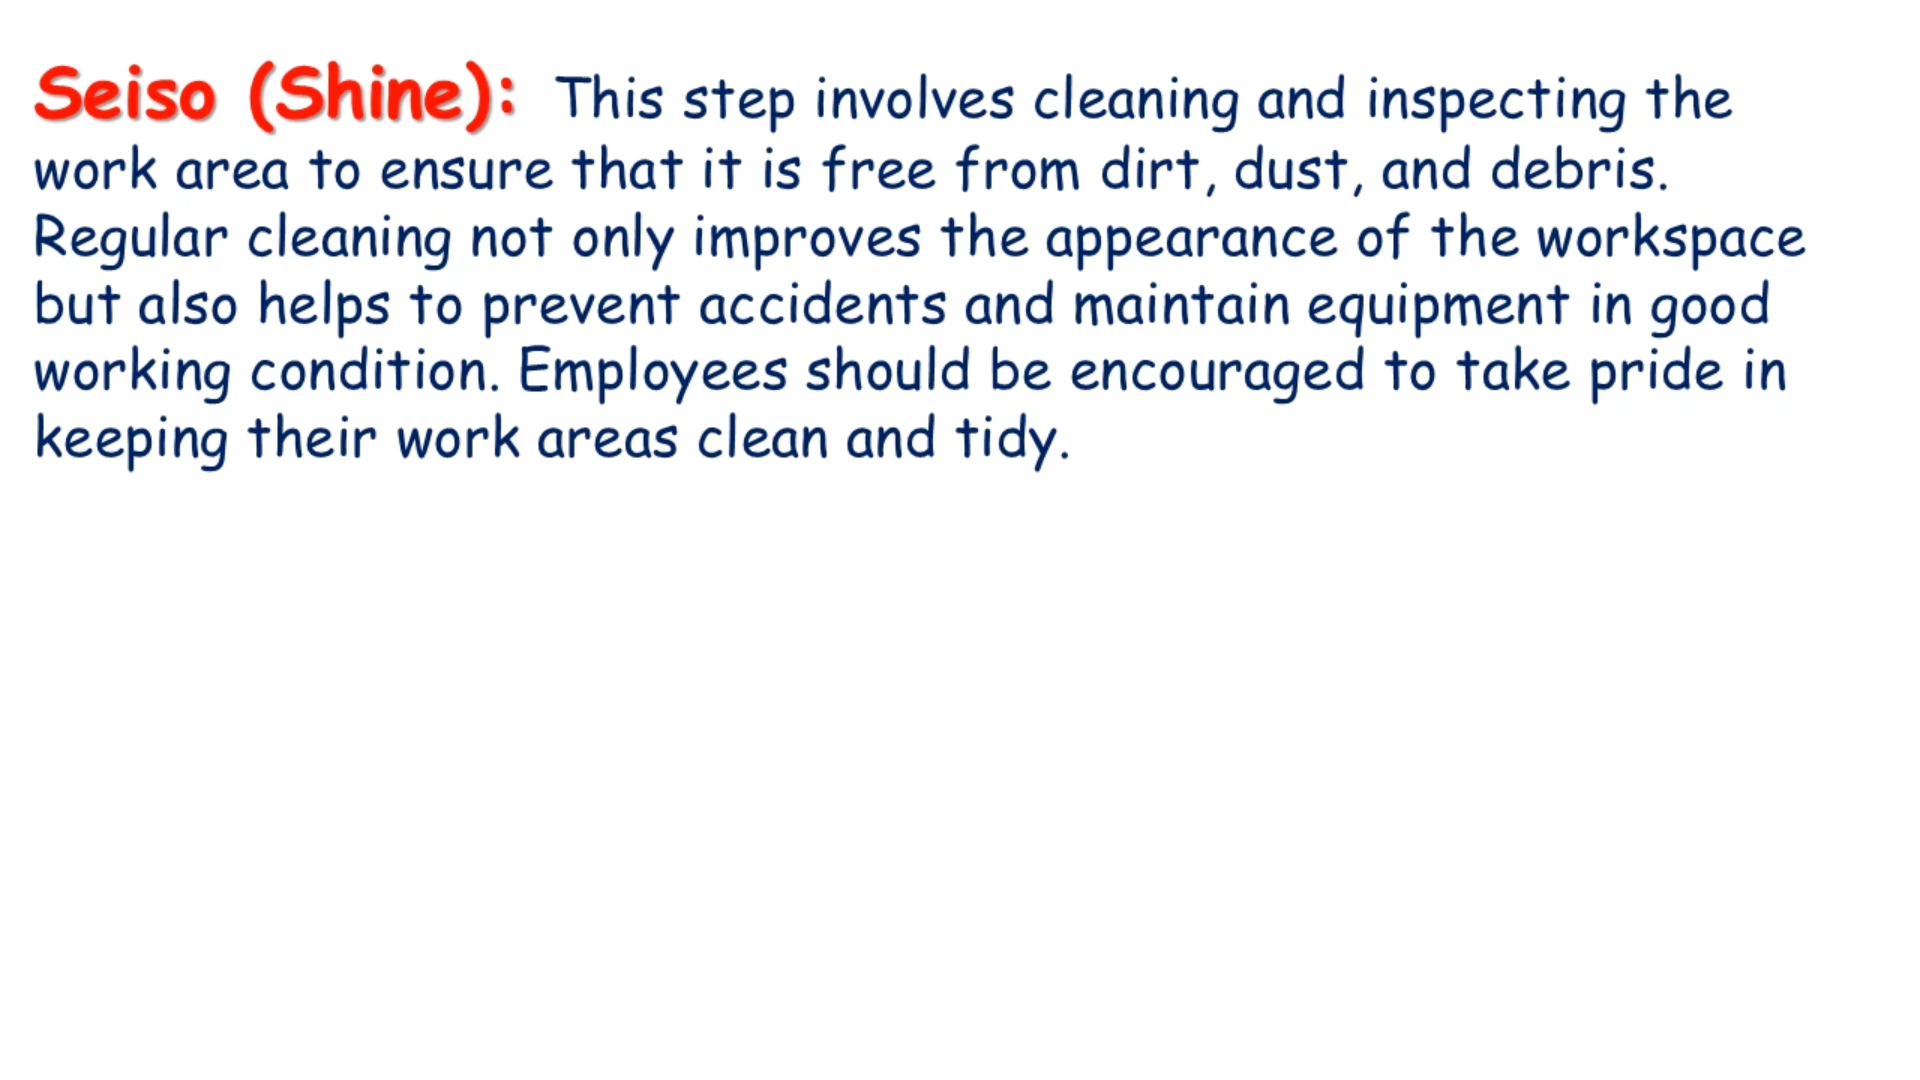 Seiso (Shine): This step involves cleaning and inspecting the
work area to ensure that it is free from dirt, dust, and debris.
Regular cleaning not only improves the appearance of the workspace
but also helps to prevent accidents and maintain equipment in good
working condition. Employees should be encouraged to take pride in
keeping their work areas clean and tidy.